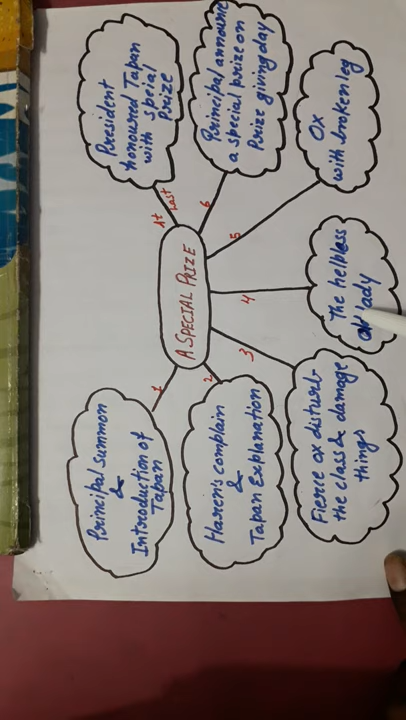 A SPECIAL PRIZE
1
Principal Summon
&
Introduction of
Tapan
2
Haren's complain
&
Tapan Explanation
3
Fierce ox disturb-
the class & damage
things
4
The helpless
old lady
5
Ox
with broken leg
6
Principal announce
a special prize on
Prize giving day
At last
President
honoured Tapan
with special
Prize